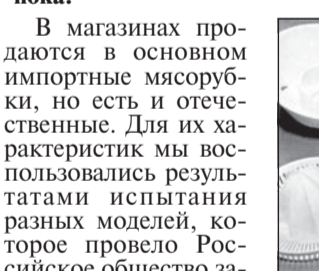 пока?
В магазинах про-
даются в основном
импортные мясоруб-
ки, но есть и отече-
ственные. Для их ха-
рактеристик мы вос-
пользовались резуль-
татами испытания
разных моделей, ко-
торое провело Рос-
сийское общество за-